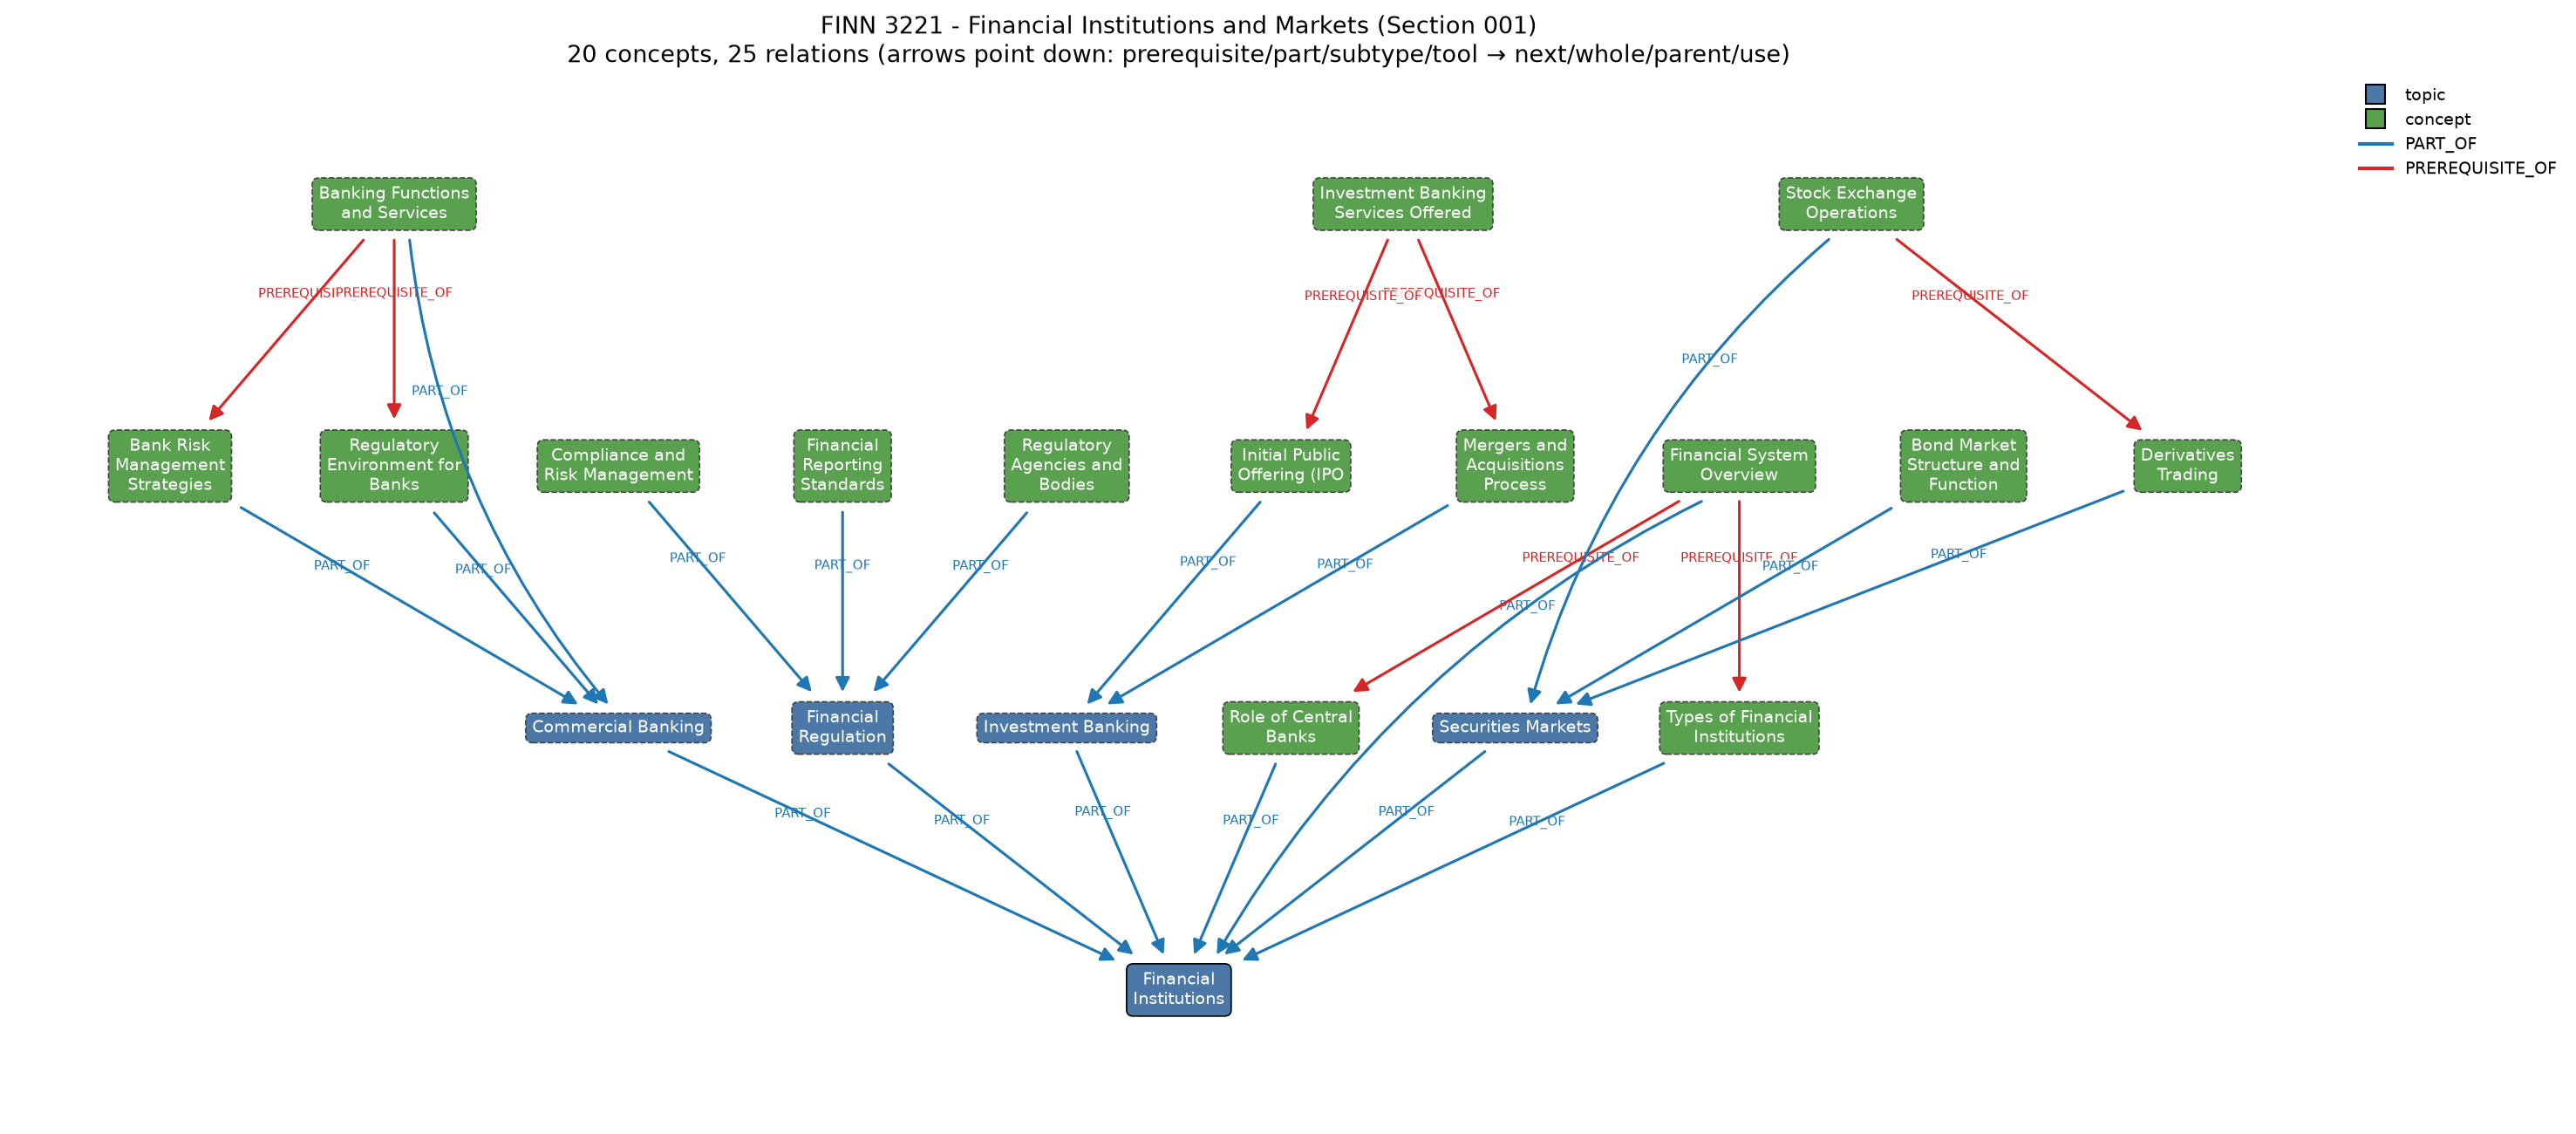 FINN 3221 - Financial Institutions and Markets (Section 001)
20 concepts, 25 relations (arrows point down: prerequisite/part/subtype/tool → next/whole/parent/use)
topic
concept
PART_OF
PREREQUISITE_OF
Banking Functions
and Services
Investment Banking
Services Offered
Stock Exchange
Operations
PREREQUISITE_OF
PREREQUISITE_OF
PREREQUISITE_OF
PREREQUISITE_OF
PREREQUISITE_OF
PART_OF
PART_OF
Bank Risk
Management
Strategies
Regulatory
Environment for
Banks
Compliance and
Risk Management
Financial
Reporting
Standards
Regulatory
Agencies and
Bodies
Initial Public
Offering (IPO
Mergers and
Acquisitions
Process
Financial System
Overview
Bond Market
Structure and
Function
Derivatives
Trading
PART_OF
PART_OF
PART_OF
PART_OF
PART_OF
PART_OF
PART_OF
PREREQUISITE_OF
PREREQUISITE_OF
PART_OF
PART_OF
PART_OF
Commercial Banking
Financial
Regulation
Investment Banking
Role of Central
Banks
Securities Markets
Types of Financial
Institutions
PART_OF
PART_OF
PART_OF
PART_OF
PART_OF
PART_OF
Financial
Institutions